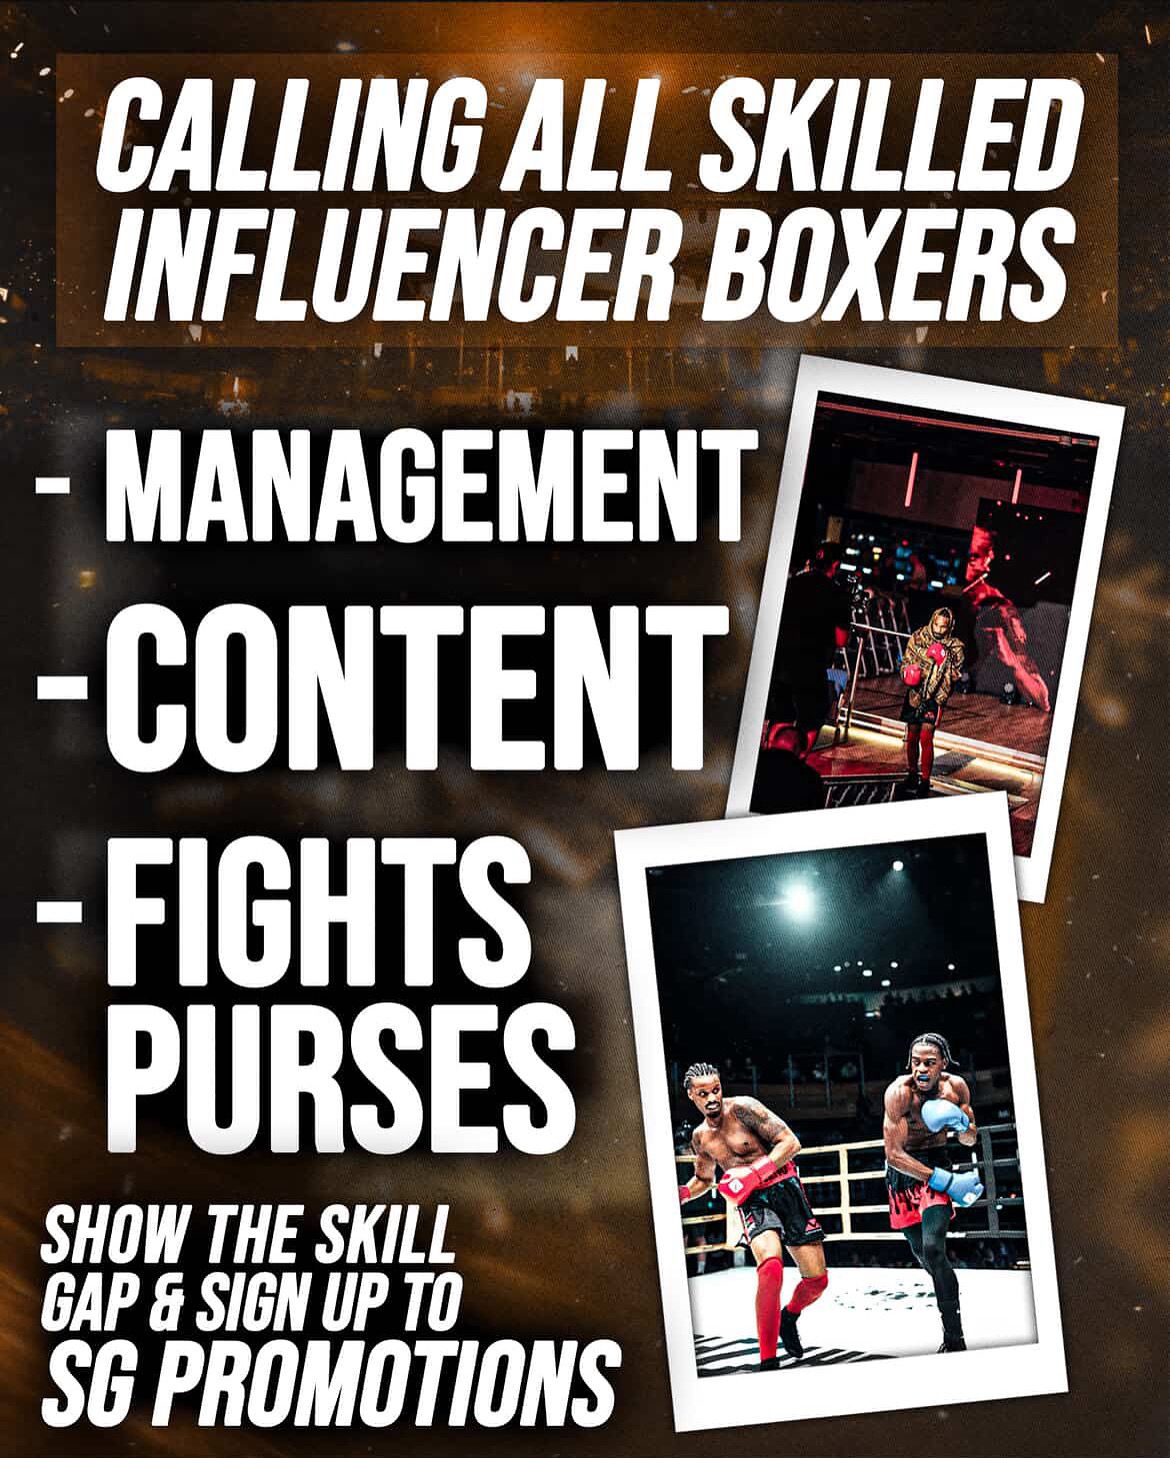 CALLING ALL SKILLED
INFLUENCER BOXERS
- MANAGEMENT
- CONTENT
- FIGHTS
PURSES
SHOW THE SKILL
GAP & SIGN UP TO
SG PROMOTIONS